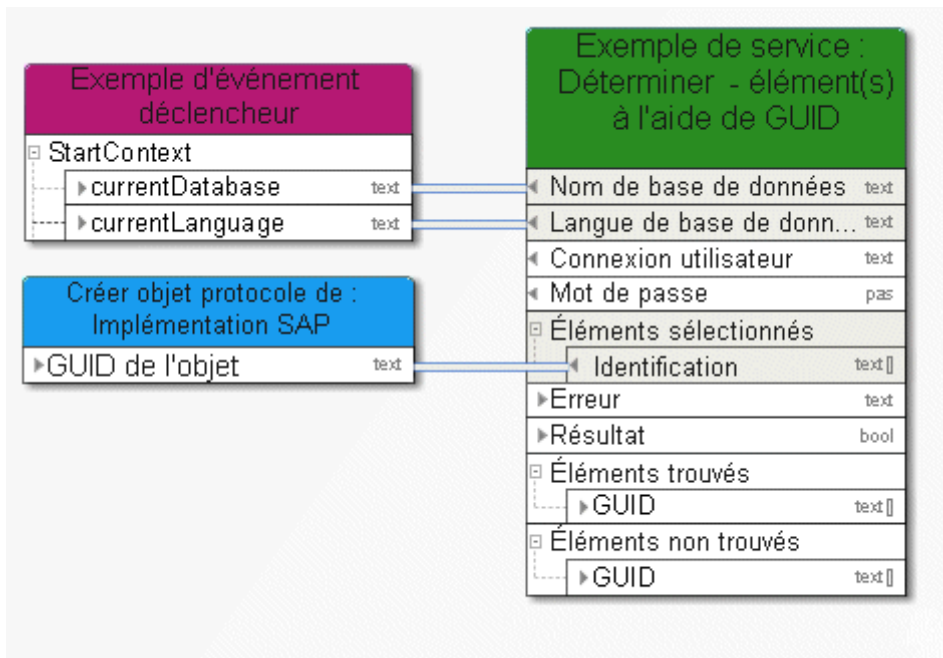 Exemple d'événement
déclencheur
StartContext
currentDatabase text
currentLanguage text
Créer objet protocole de :
Implémentation SAP
GUID de l'objet text
Exemple de service :
Déterminer - élément(s)
à l'aide de GUID
Nom de base de données text
Langue de base de donn... text
Connexion utilisateur text
Mot de passe pas
Éléments sélectionnés
Identification text[]
Erreur text
Résultat bool
Éléments trouvés
GUID text[]
Éléments non trouvés
GUID text[]